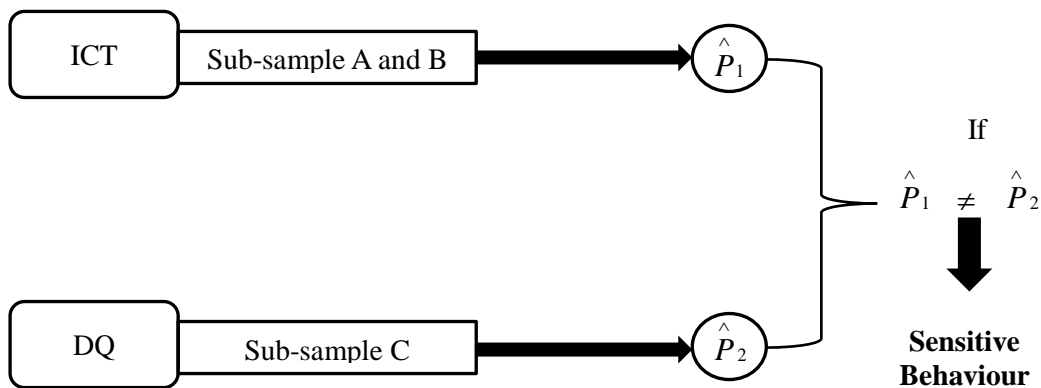 ICT
Sub-sample A and B
P̂1
If
P̂1 ≠ P̂2
DQ
Sub-sample C
P̂2
Sensitive
Behaviour